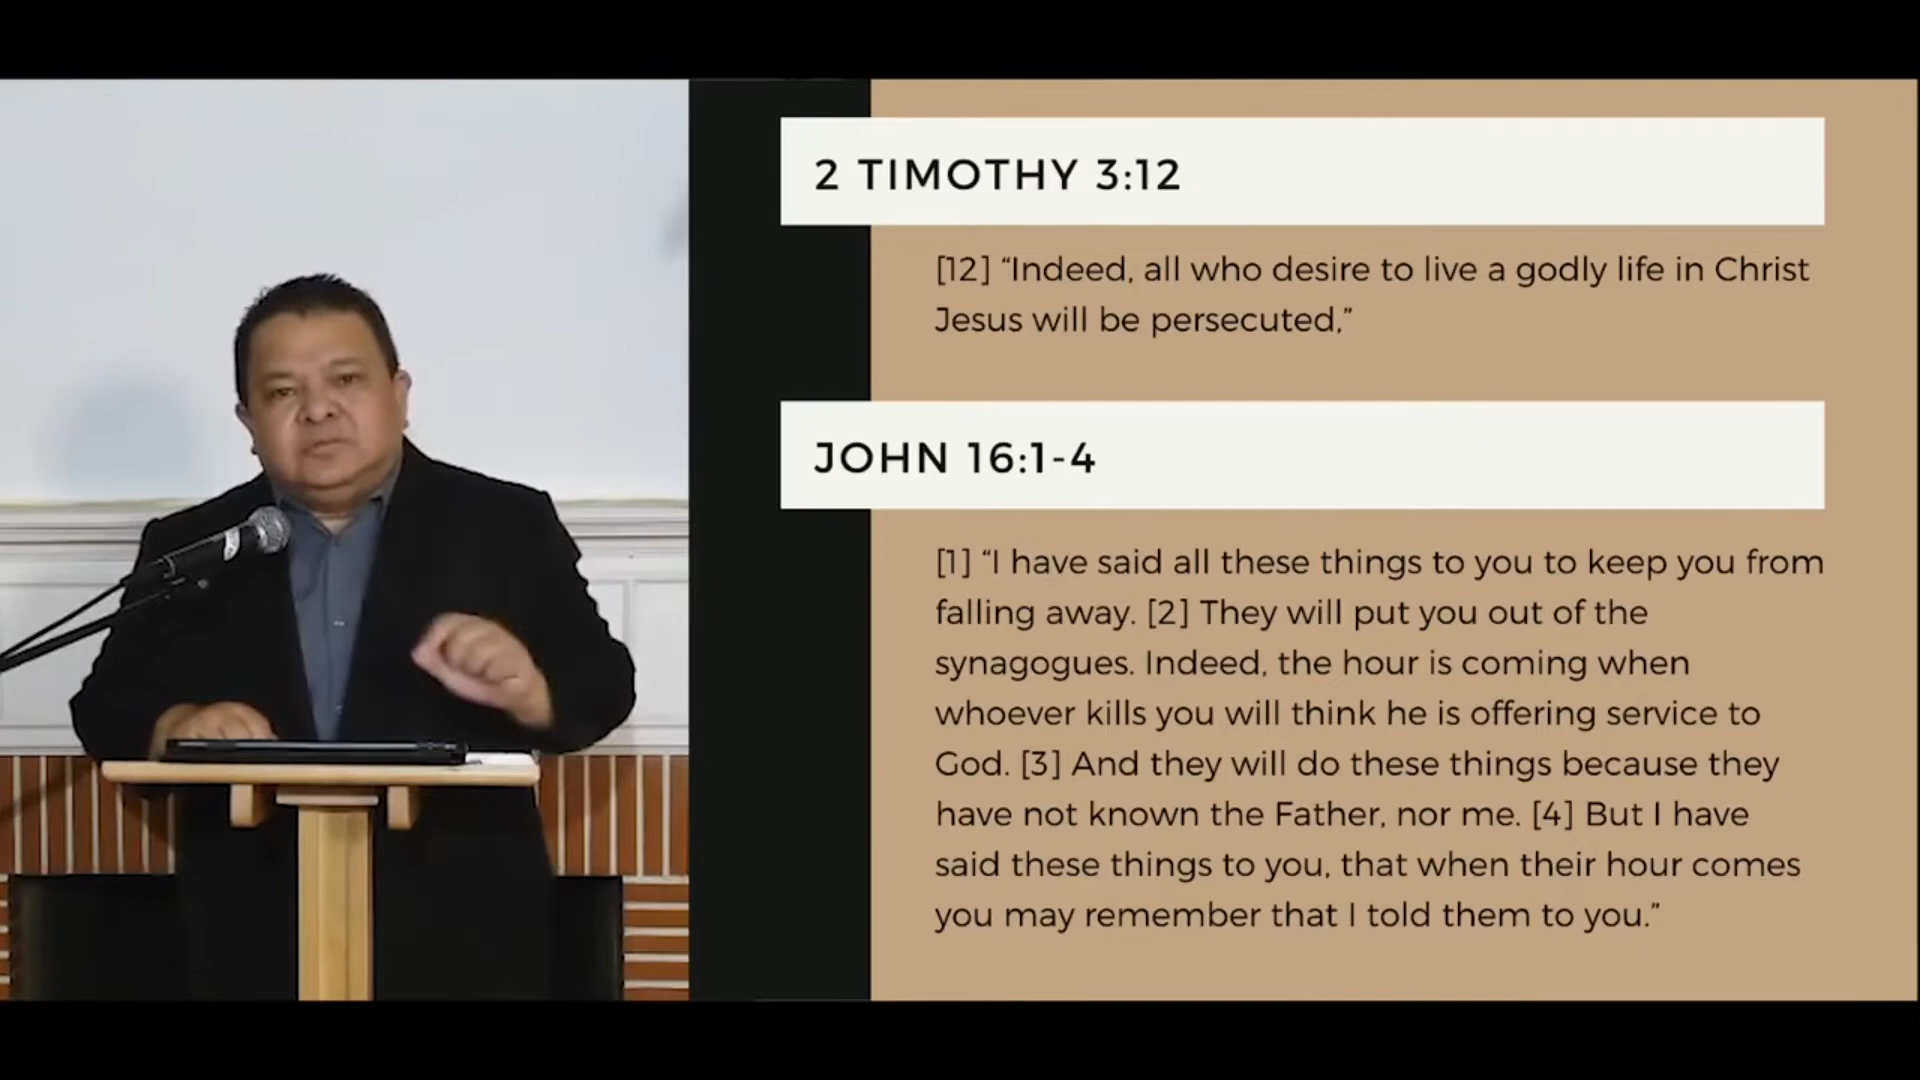 2 TIMOTHY 3:12
[12] “Indeed, all who desire to live a godly life in Christ
Jesus will be persecuted,”
JOHN 16:1-4
[1] “I have said all these things to you to keep you from
falling away. [2] They will put you out of the
synagogues. Indeed, the hour is coming when
whoever kills you will think he is offering service to
God. [3] And they will do these things because they
have not known the Father, nor me. [4] But I have
said these things to you, that when their hour comes
you may remember that I told them to you.”